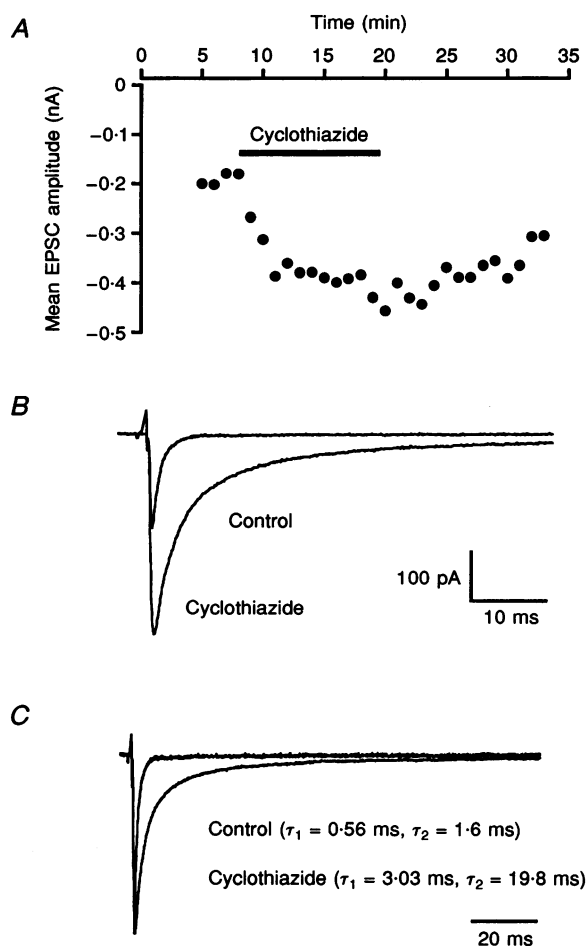 A
Time (min)
0 5 10 15 20 25 30 35
Mean EPSC amplitude (nA)
0
−0·1
−0·2
−0·3
−0·4
−0·5
Cyclothiazide
B
Control
Cyclothiazide
100 pA
10 ms
C
Control (τ1 = 0·56 ms, τ2 = 1·6 ms)
Cyclothiazide (τ1 = 3·03 ms, τ2 = 19·8 ms)
20 ms